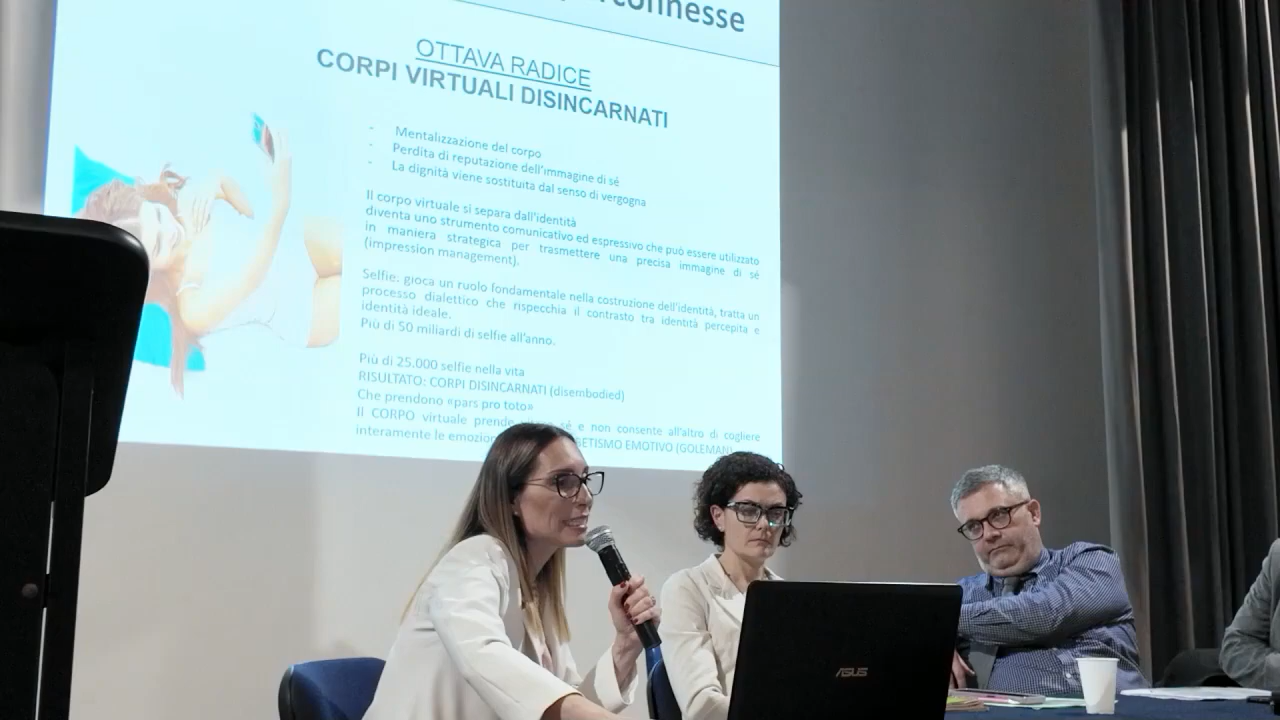 connesse
OTTAVA RADICE
CORPI VIRTUALI DISINCARNATI
- Mentalizzazione del corpo
- Perdita di reputazione dell'immagine di sé
- La dignità viene sostituita dal senso di vergogna
Il corpo virtuale si separa dall'identità
diventa uno strumento comunicativo ed espressivo che può essere utilizzato
in maniera strategica per trasmettere una precisa immagine di sé
(impression management).
Selfie: gioca un ruolo fondamentale nella costruzione dell'identità, tratta un
processo dialettico che rispecchia il contrasto tra identità percepita e
identità ideale.
Più di 50 miliardi di selfie all'anno.
Più di 25.000 selfie nella vita
RISULTATO: CORPI DISINCARNATI (disembodied)
Che prendono «pars pro toto»
Il CORPO virtuale prende sé e non consente all'altro di cogliere
interamente le emozio BETISMO EMOTIVO (GOLEMAN)
ASUS